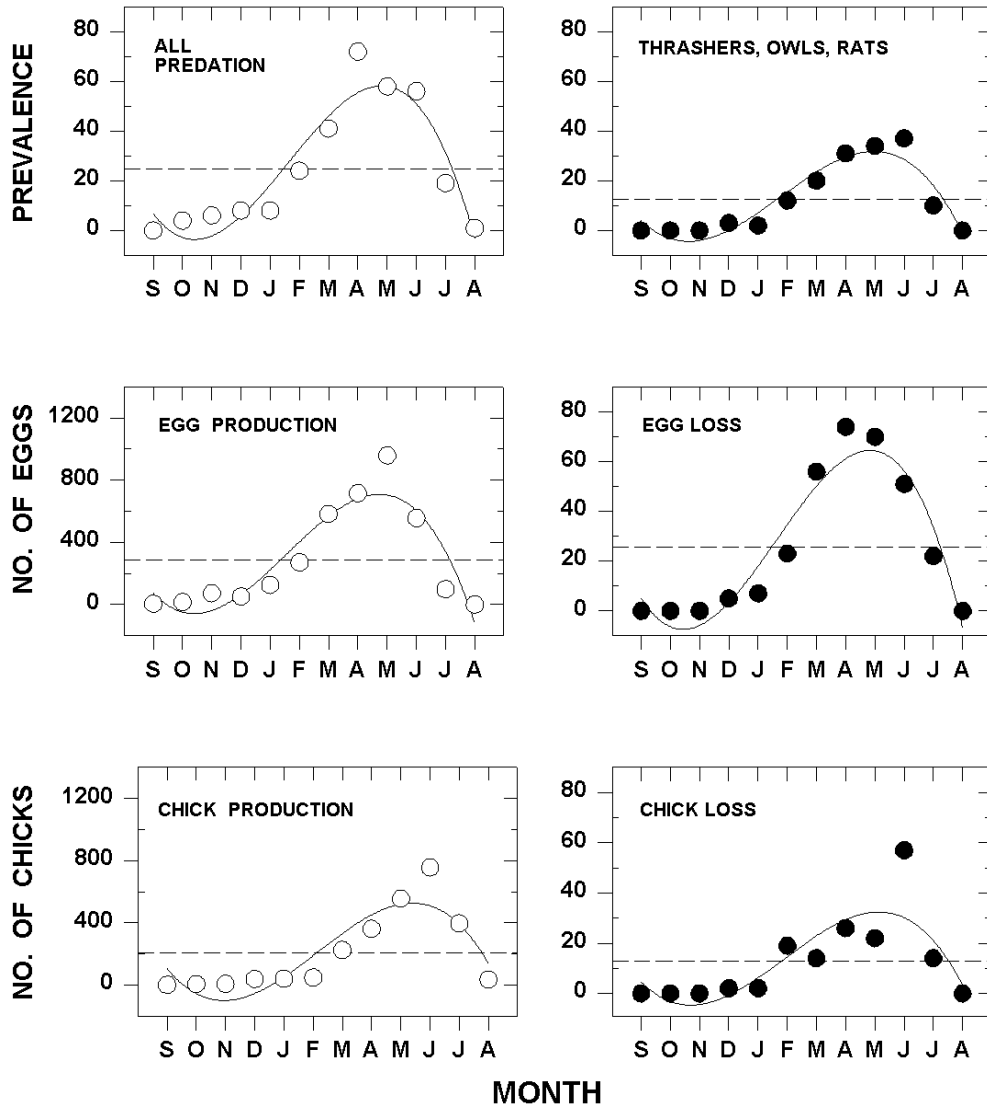 PREVALENCE
ALL
PREDATION
80
60
40
20
0
S O N D J F M A M J J A
THRASHERS, OWLS, RATS
80
60
40
20
0
S O N D J F M A M J J A
NO. OF EGGS
EGG PRODUCTION
1200
800
400
0
S O N D J F M A M J J A
EGG LOSS
80
60
40
20
0
S O N D J F M A M J J A
NO. OF CHICKS
CHICK PRODUCTION
1200
800
400
0
S O N D J F M A M J J A
CHICK LOSS
80
60
40
20
0
S O N D J F M A M J J A
MONTH